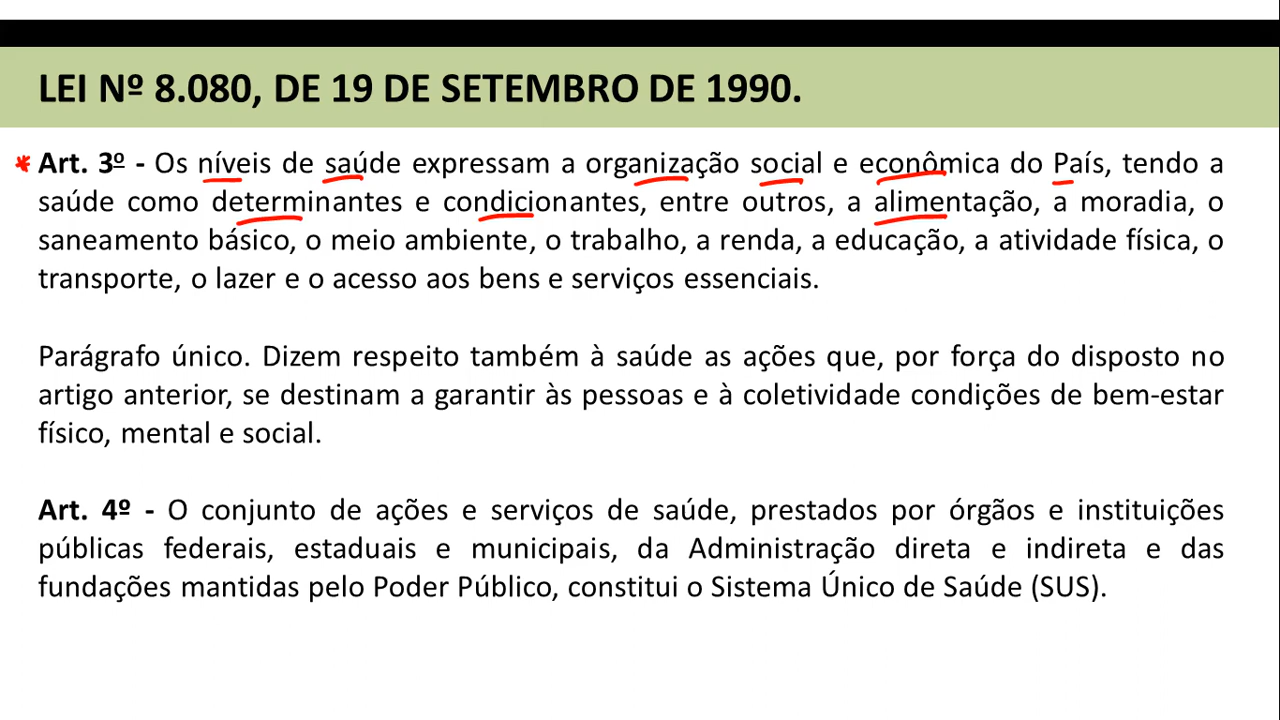 LEI Nº 8.080, DE 19 DE SETEMBRO DE 1990.
Art. 3º - Os níveis de saúde expressam a organização social e econômica do País, tendo a
saúde como determinantes e condicionantes, entre outros, a alimentação, a moradia, o
saneamento básico, o meio ambiente, o trabalho, a renda, a educação, a atividade física, o
transporte, o lazer e o acesso aos bens e serviços essenciais.
Parágrafo único. Dizem respeito também à saúde as ações que, por força do disposto no
artigo anterior, se destinam a garantir às pessoas e à coletividade condições de bem-estar
físico, mental e social.
Art. 4º - O conjunto de ações e serviços de saúde, prestados por órgãos e instituições
públicas federais, estaduais e municipais, da Administração direta e indireta e das
fundações mantidas pelo Poder Público, constitui o Sistema Único de Saúde (SUS).